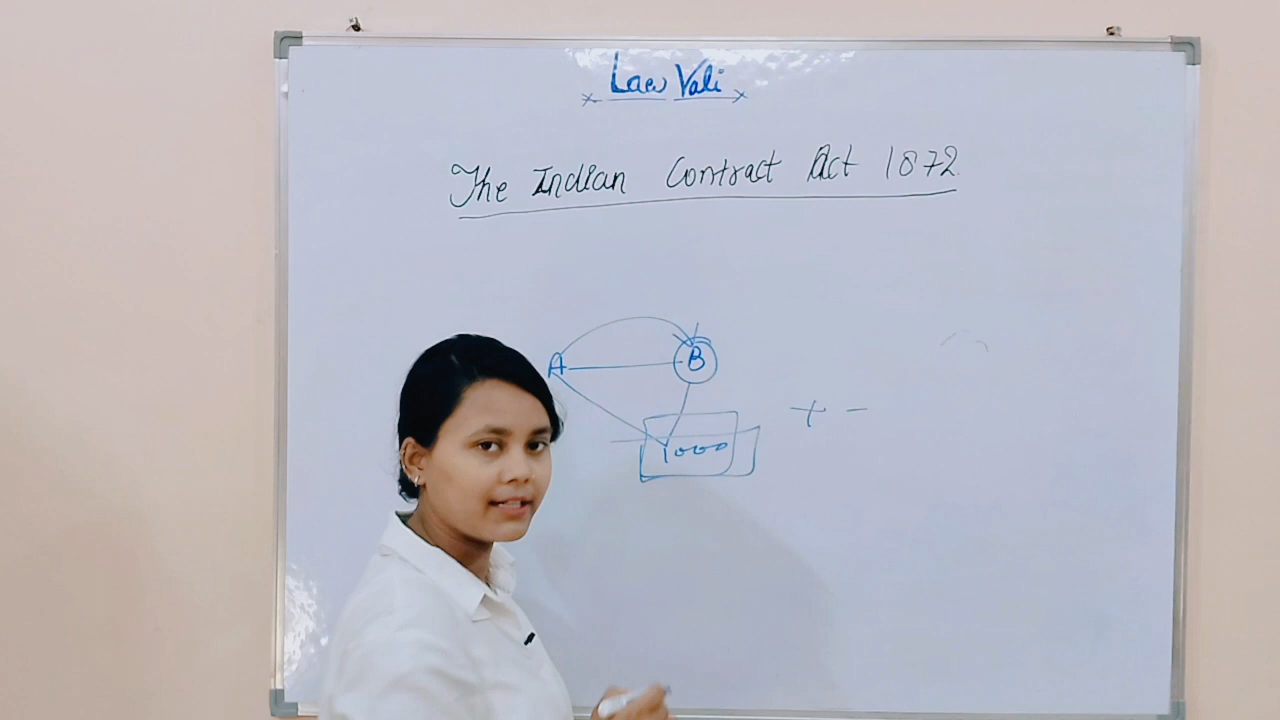 Law Vali
The Indian Contract Act 1872
A B
1000
+ -